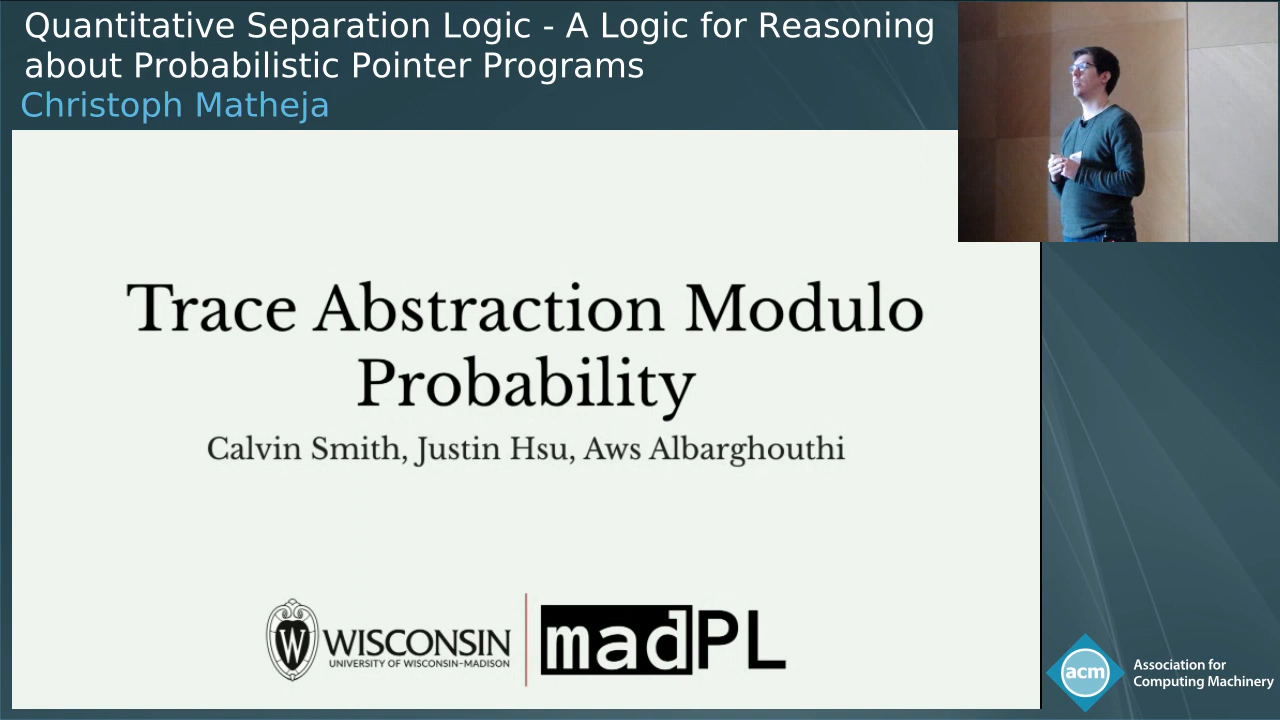 Quantitative Separation Logic - A Logic for Reasoning
about Probabilistic Pointer Programs
Christoph Matheja
Trace Abstraction Modulo
Probability
Calvin Smith, Justin Hsu, Aws Albarghouthi
W
WISCONSIN
UNIVERSITY OF WISCONSIN-MADISON
madPL
acm
Association for
Computing Machinery